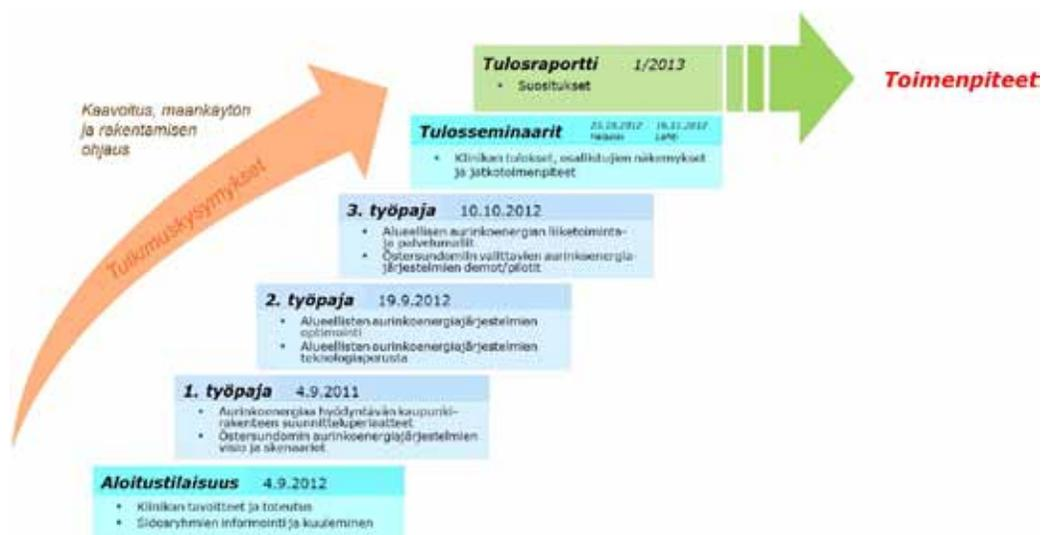 Tulosraportti 1/2013
• Suositukset
Toimenpiteet
Kaavoitus, maankäytön
ja rakentamisen
ohjaus
Tutkimuskysymykset
Tulosseminaarit 16.11.2012
• Klinikan tulokset, osallistujien näkemykset
ja jatkotoimenpiteet
3. työpaja 10.10.2012
• Alueellisen aurinkoenergian liiketoiminta-
ja palvelumallit
• Östersundomiin valittavien aurinkoenergia-
järjestelmien demot/pilotit
2. työpaja 19.9.2012
• Alueellisten aurinkoenergiajärjestelmien
optimointi
• Alueellisten aurinkoenergiajärjestelmien
teknologiaperusta
1. työpaja 4.9.2011
• Aurinkoenergiaa hyödyntävän kaupunki-
rakenteen suunnitteluperiaatteet
• Östersundomin aurinkoenergiajärjestelmien
visio ja skenaariot
Aloitustilaisuus 4.9.2012
• Klinikan tavoitteet ja toteutus
• Sidosryhmien informointi ja kuuleminen